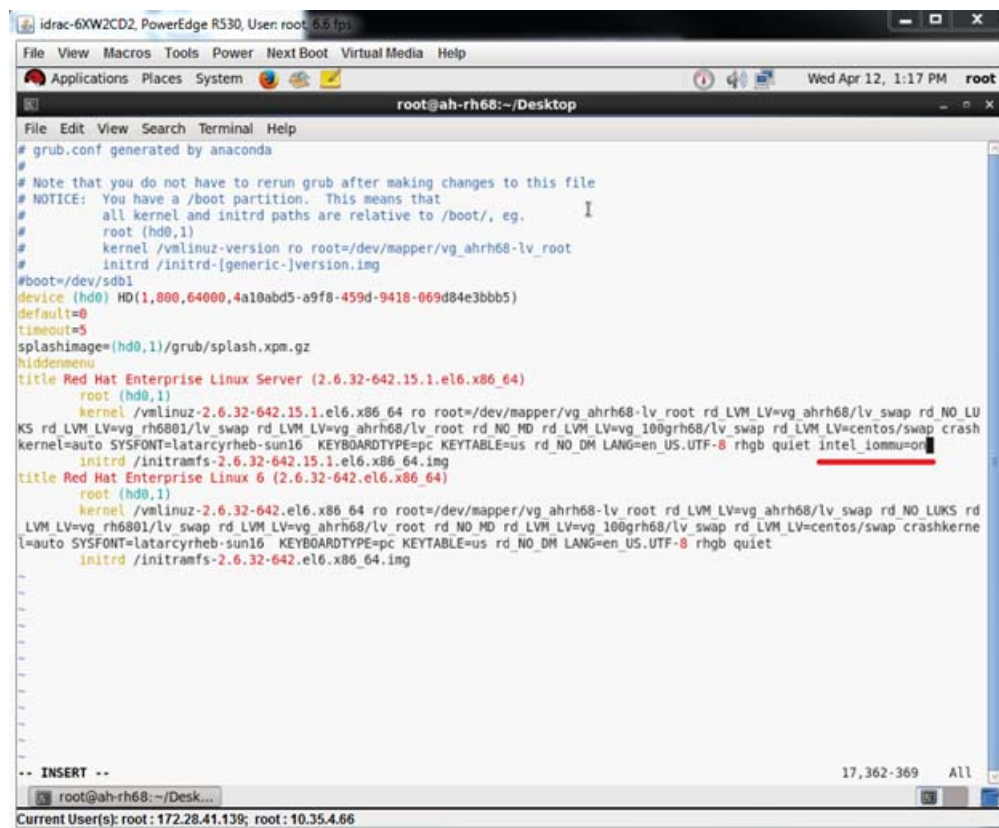 idrac-6XW2CD2, PowerEdge R530, User: root, 6.6 fps
File View Macros Tools Power Next Boot Virtual Media Help
Applications Places System Wed Apr 12, 1:17 PM root
root@ah-rh68:~/Desktop
File Edit View Search Terminal Help
# grub.conf generated by anaconda
#
# Note that you do not have to rerun grub after making changes to this file
# NOTICE:  You have a /boot partition.  This means that
#          all kernel and initrd paths are relative to /boot/, eg.
#          root (hd0,1)
#          kernel /vmlinuz-version ro root=/dev/mapper/vg_ahrh68-lv_root
#          initrd /initrd-[generic-]version.img
#boot=/dev/sdb1
device (hd0) HD(1,800,64000,4a10abd5-a9f8-459d-9418-069d84e3bbb5)
default=0
timeout=5
splashimage=(hd0,1)/grub/splash.xpm.gz
hiddenmenu
title Red Hat Enterprise Linux Server (2.6.32-642.15.1.el6.x86_64)
        root (hd0,1)
        kernel /vmlinuz-2.6.32-642.15.1.el6.x86_64 ro root=/dev/mapper/vg_ahrh68-lv_root rd_LVM_LV=vg_ahrh68/lv_swap rd_NO_LU
KS rd_LVM_LV=vg_rh6801/lv_swap rd_LVM_LV=vg_ahrh68/lv_root rd_NO_MD rd_LVM_LV=vg_100grh68/lv_swap rd_LVM_LV=centos/swap crash
kernel=auto SYSFONT=latarcyrheb-sun16  KEYBOARDTYPE=pc KEYTABLE=us rd_NO_DM LANG=en_US.UTF-8 rhgb quiet intel_iommu=on
        initrd /initramfs-2.6.32-642.15.1.el6.x86_64.img
title Red Hat Enterprise Linux 6 (2.6.32-642.el6.x86_64)
        root (hd0,1)
        kernel /vmlinuz-2.6.32-642.el6.x86_64 ro root=/dev/mapper/vg_ahrh68-lv_root rd_LVM_LV=vg_ahrh68/lv_swap rd_NO_LUKS rd
_LVM_LV=vg_rh6801/lv_swap rd_LVM_LV=vg_ahrh68/lv_root rd_NO_MD rd_LVM_LV=vg_100grh68/lv_swap rd_LVM_LV=centos/swap crashkerne
l=auto SYSFONT=latarcyrheb-sun16  KEYBOARDTYPE=pc KEYTABLE=us rd_NO_DM LANG=en_US.UTF-8 rhgb quiet
        initrd /initramfs-2.6.32-642.el6.x86_64.img
~
~
~
~
~
~
~
~
~
~
~
~
-- INSERT -- 17,362-369 All
root@ah-rh68:~/Desk...
Current User(s): root : 172.28.41.139; root : 10.35.4.66